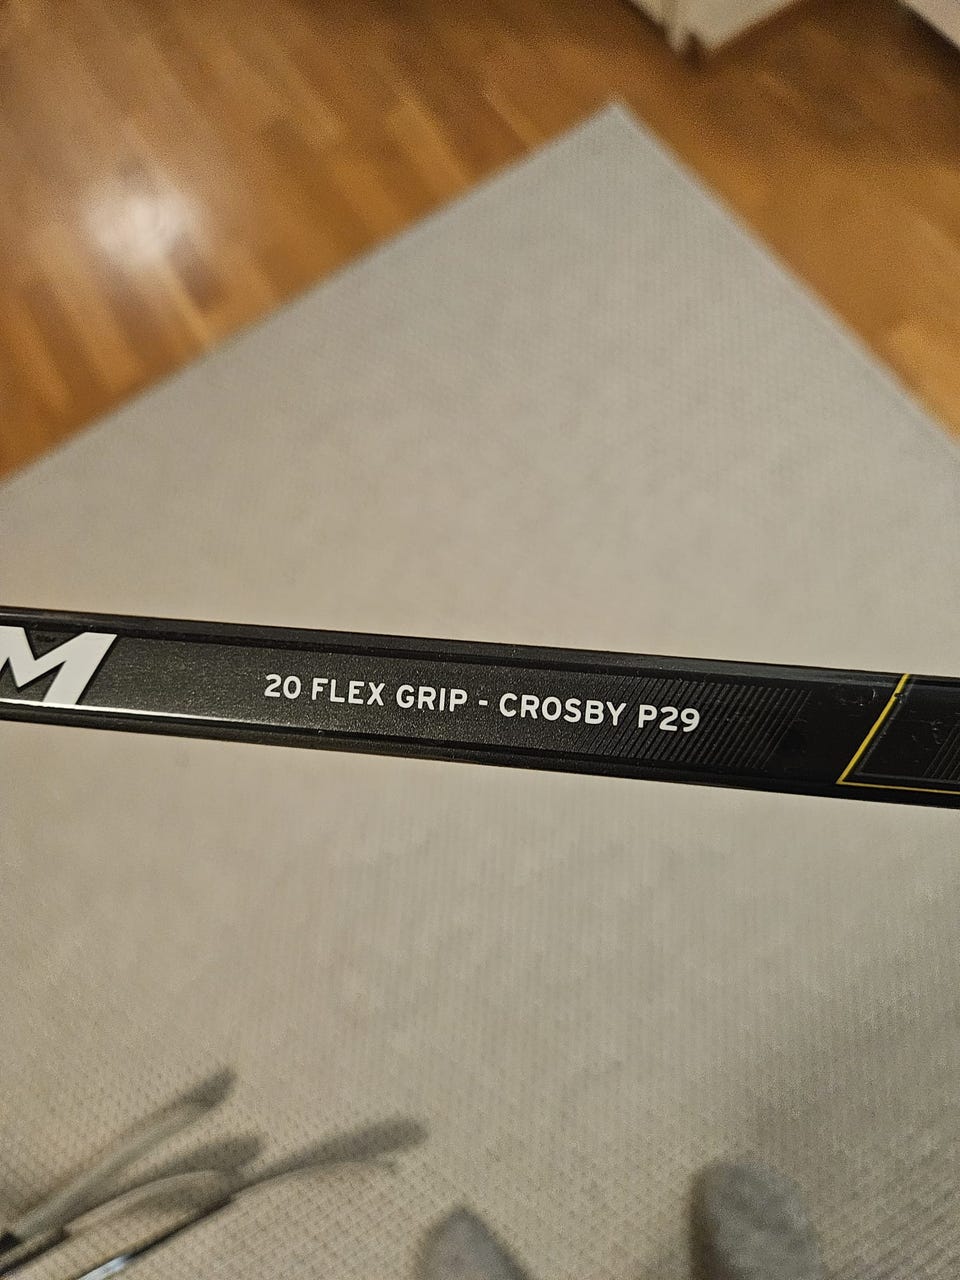 M
20 FLEX GRIP - CROSBY P29